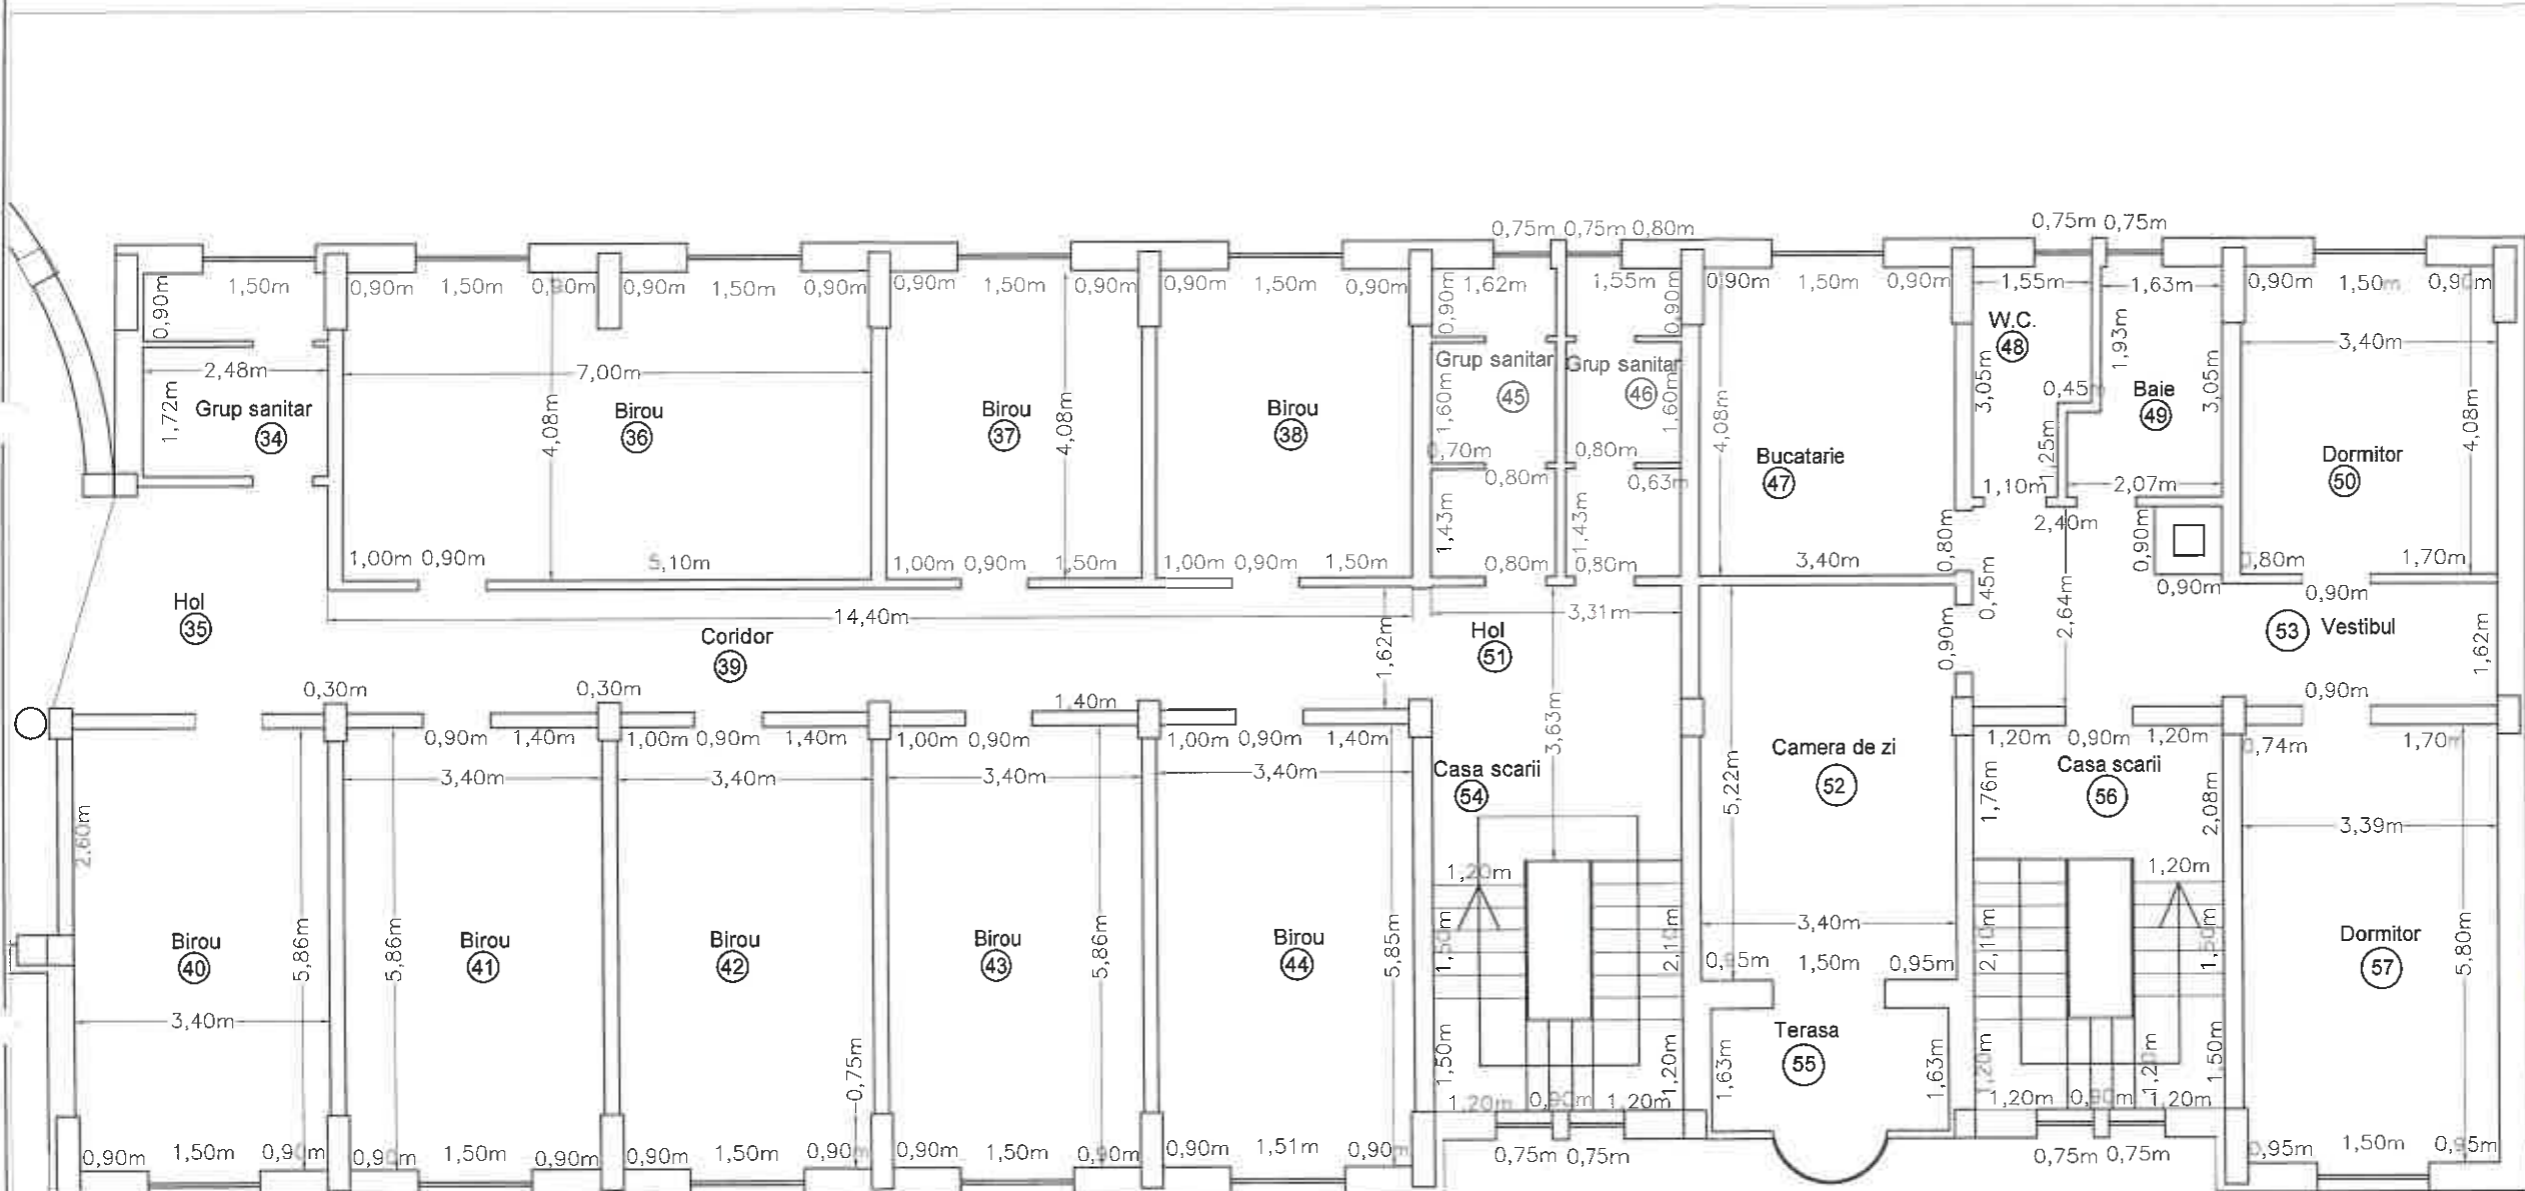 0,75m 0,75m 0,80m
0,75m 0,75m
1,50m 0,90m 1,50m 0,90m 0,90m 1,50m 0,90m 0,90m 1,50m 0,90m 0,90m 1,50m 0,90m 1,62m 1,55m 0,90m 1,50m 0,90m 1,55m 1,63m 0,90m 1,50m 0,90m
0,90m
0,90m
0,90m
W.C.
48
1,93m
3,40m
2,48m
7,00m
Grup sanitar
45
Grup sanitar
46
3,05m
0,45
Baie
49
3,05m
1,72m
Grup sanitar
34
Birou
36
4,08m
Birou
37
4,08m
Birou
38
1,60m
1,60m
4,08m
4,08m
0,70m
0,80m
0,80m
0,63m
Bucatarie
47
1,25m
1,10m
2,07m
Dormitor
50
2,40m
1,43m
1,43m
0,80m
0,90m
1,00m 0,90m 5,10m 1,00m 0,90m 1,50m 1,00m 0,90m 1,50m 0,80m 0,80m 3,40m
0,80m 1,70m
0,90m 0,90m
0,45m
Hol
35
14,40m
3,31m
Coridor
39
1,62m
Hol
51
0,90m
2,64m
53 Vestibul
1,62m
0,30m 0,30m 1,40m 0,90m
0,90m 1,40m 1,00m 0,90m 1,40m 1,00m 0,90m 1,00m 0,90m 1,40m
1,20m 0,90m 1,20m 0,74m 1,70
3,40m 3,40m 3,40m 3,40m
3,63m
Casa scarii
54
Camera de zi
52
5,22m
1,76m
Casa scarii
56
2,08m
2,60m
3,39m
1,20m
1,20m
Birou
40
5,86m
5,86m
Birou
41
Birou
42
Birou
43
5,86m
Birou
44
5,85m
1,50m
2,10m
3,40m
0,95m 1,50m 0,95m
2,10m
1,50m
Dormitor
57
5,80m
3,40m
Terasa
55
0,75m
1,50m
1,20m
1,63m
1,63m
1,20m
1,20m
1,50m
1,20m 0,90m 1,20m
1,20m 0,90m 1,20m
0,90m 1,50m 0,90m 0,90m 1,50m 0,90m 0,90m 1,50m 0,90 0,90m 1,50m 0,90m 0,90m 1,51m 0,90
0,75m 0,75m
0,75m 0,75m
0,95m 1,50m 0,95m